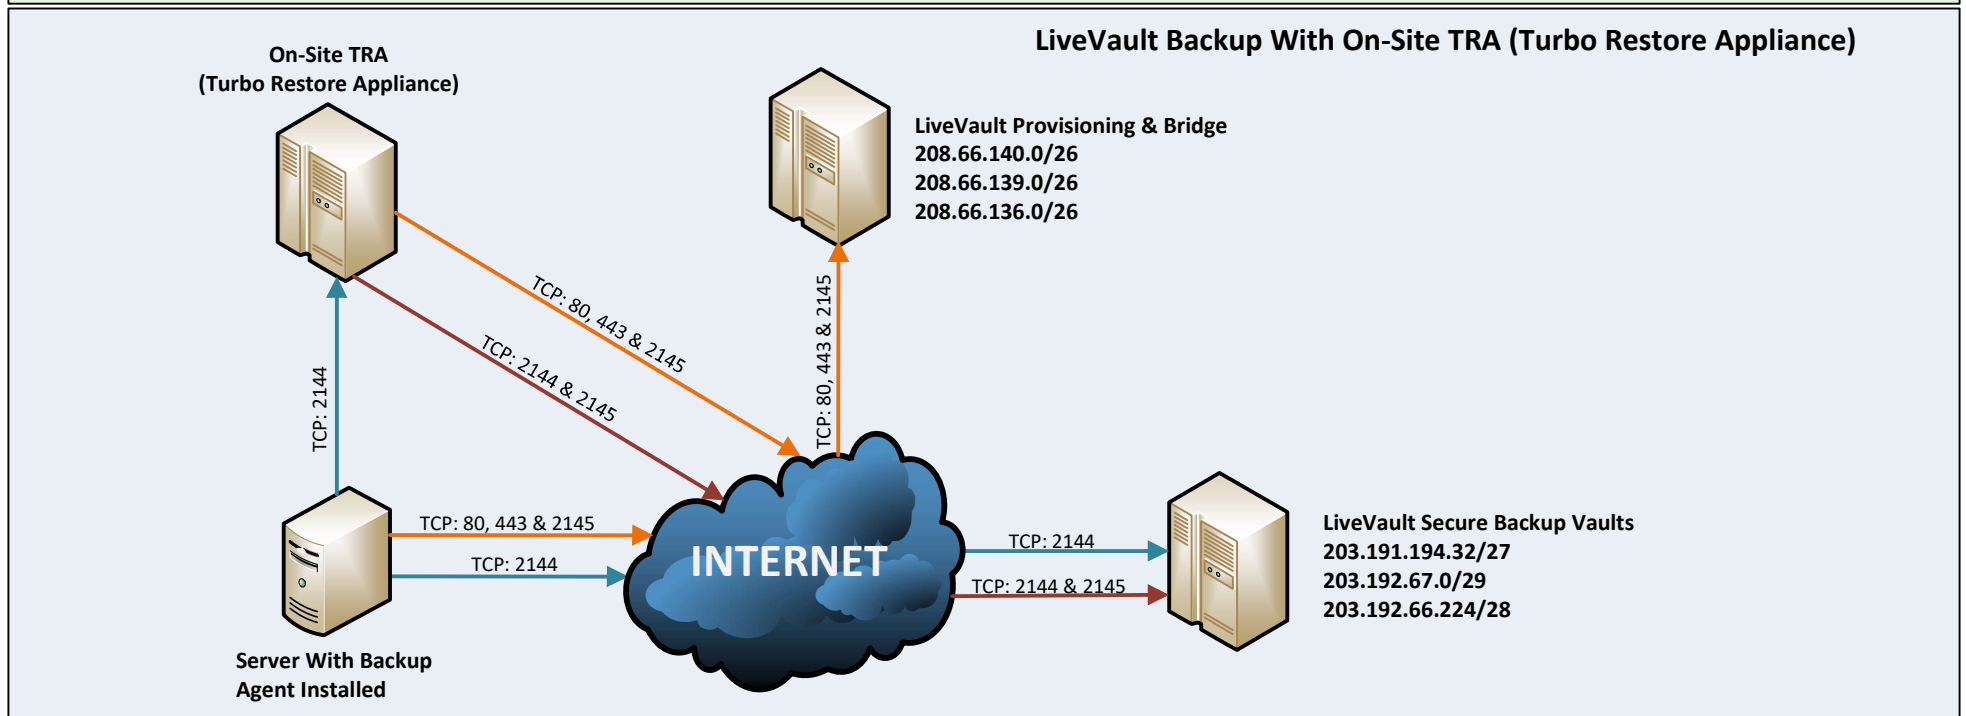 LiveVault Backup With On-Site TRA (Turbo Restore Appliance)
On-Site TRA
(Turbo Restore Appliance)
LiveVault Provisioning & Bridge
208.66.140.0/26
208.66.139.0/26
208.66.136.0/26
TCP: 80, 443 & 2145
TCP: 2144 & 2145
TCP: 80, 443 & 2145
TCP: 2144
TCP: 80, 443 & 2145
TCP: 2144
INTERNET
TCP: 2144
TCP: 2144 & 2145
LiveVault Secure Backup Vaults
203.191.194.32/27
203.192.67.0/29
203.192.66.224/28
Server With Backup
Agent Installed